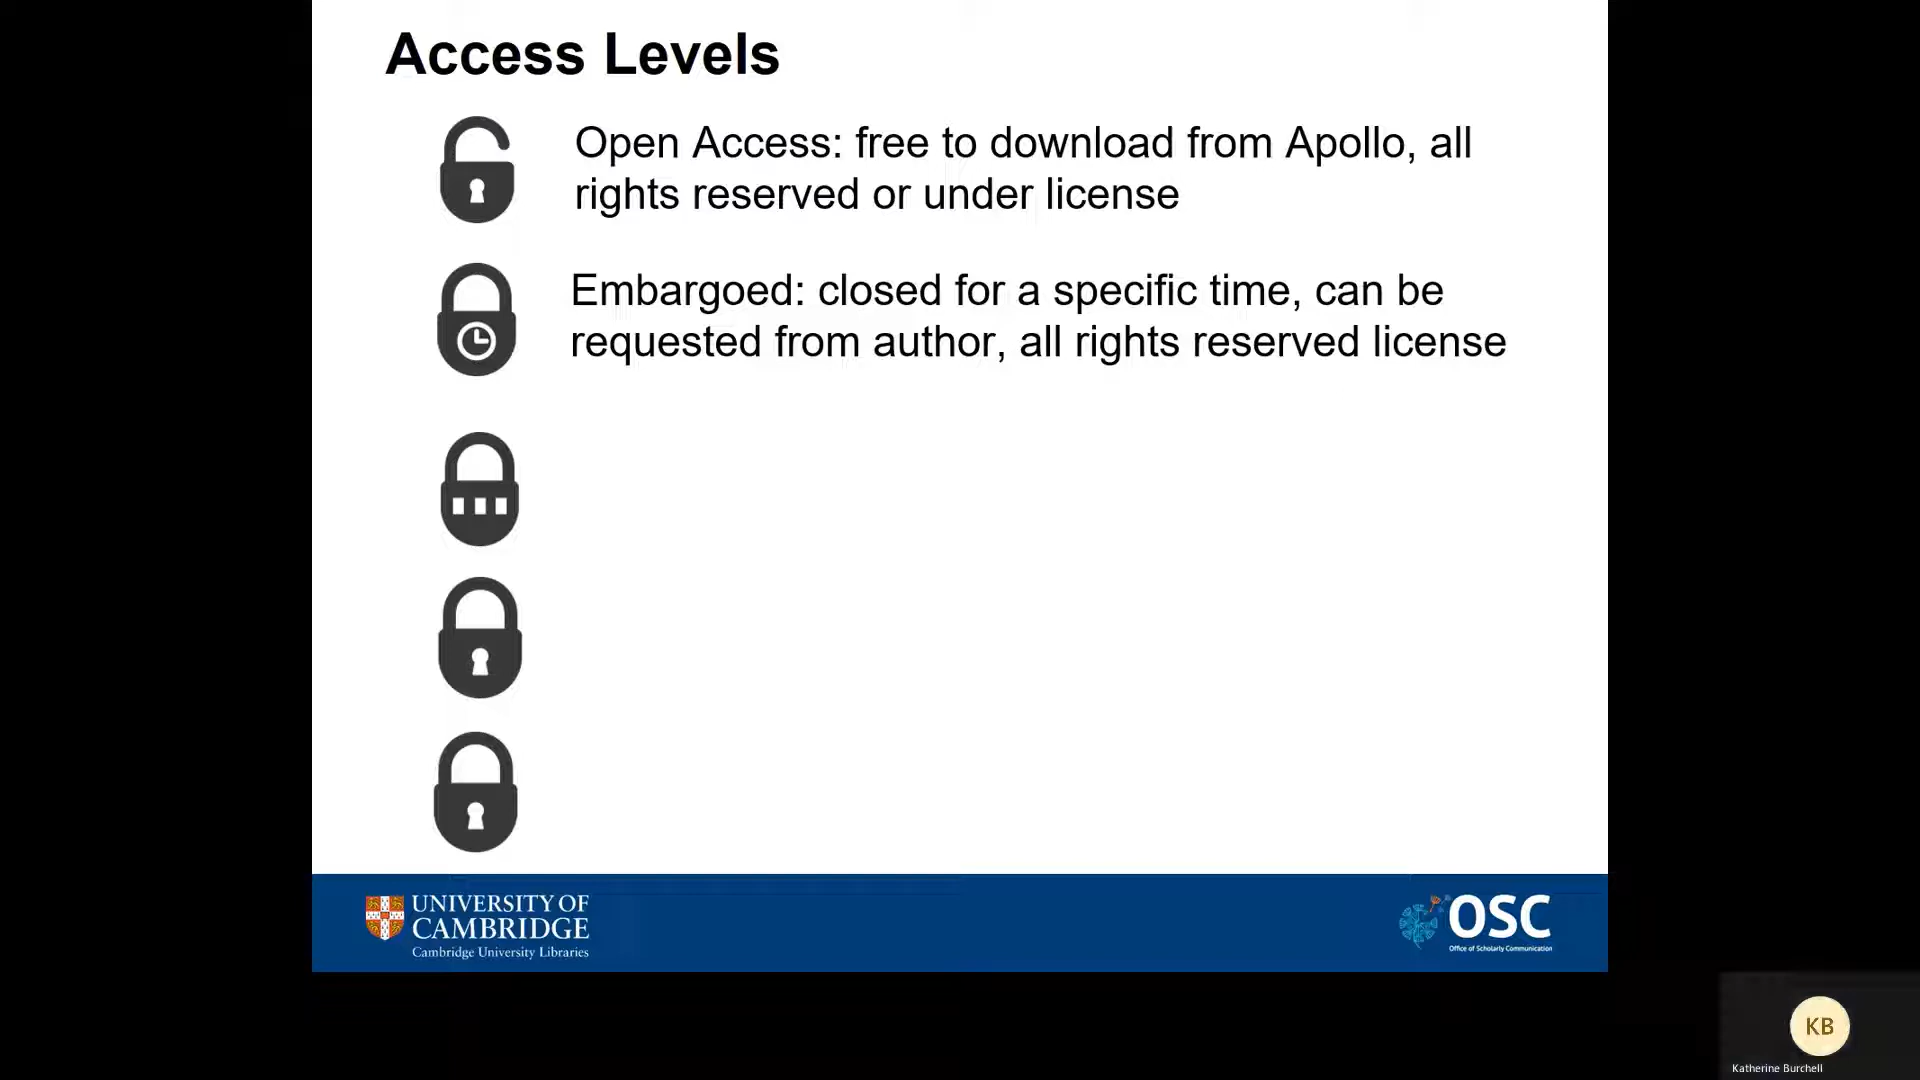 Access Levels
Open Access: free to download from Apollo, all
rights reserved or under license
Embargoed: closed for a specific time, can be
requested from author, all rights reserved license
UNIVERSITY OF
CAMBRIDGE
Cambridge University Libraries
OSC
Office of Scholarly Communication
KB
Katherine Burchell